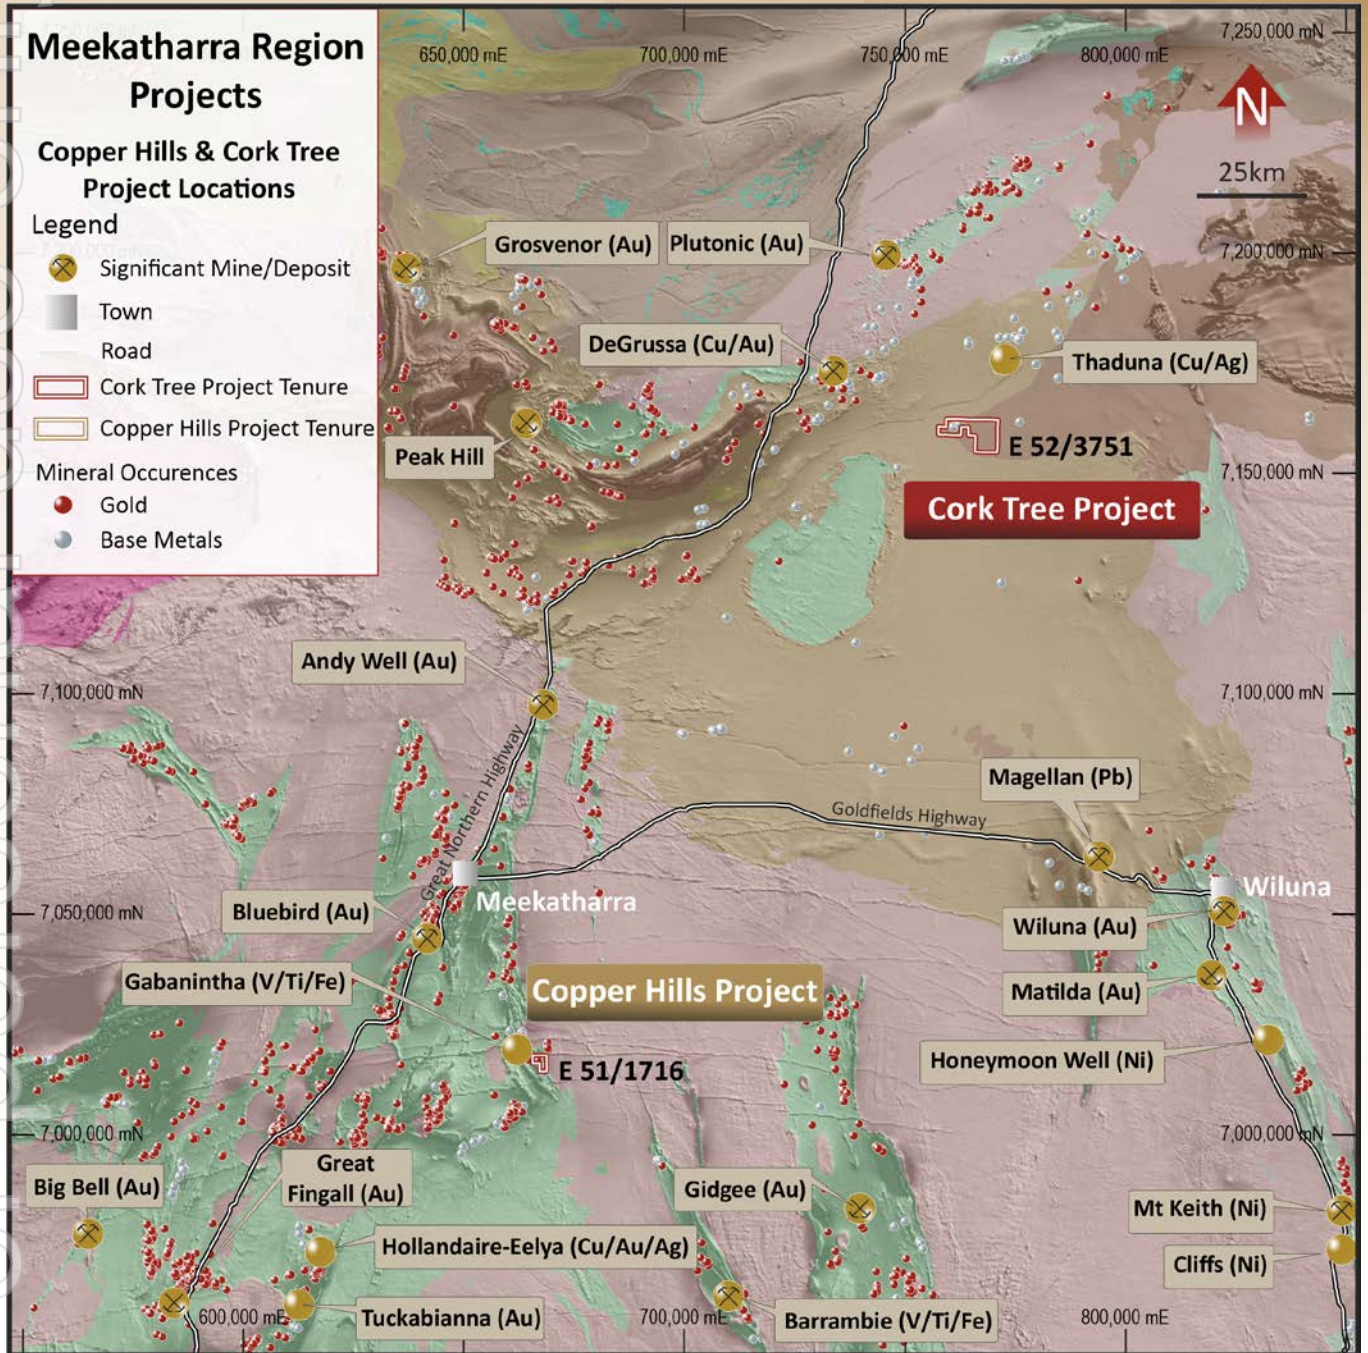 Meekatharra Region
Projects
Copper Hills & Cork Tree
Project Locations
Legend
Significant Mine/Deposit
Town
Road
Cork Tree Project Tenure
Copper Hills Project Tenure
Mineral Occurences
Gold
Base Metals
650,000 mE
700,000 mE
750,000 mE
800,000 mE
7,250,000 mN
N
25km
Grosvenor (Au)
Plutonic (Au)
7,200,000 mN
DeGrussa (Cu/Au)
Thaduna (Cu/Ag)
Peak Hill
E 52/3751
7,150,000 mN
Cork Tree Project
Andy Well (Au)
7,100,000 mN
7,100,000 mN
Great Northern Highway
Magellan (Pb)
Goldfields Highway
Meekatharra
Wiluna
Bluebird (Au)
7,050,000 mN
Wiluna (Au)
Gabanintha (V/Ti/Fe)
Copper Hills Project
Matilda (Au)
Honeymoon Well (Ni)
E 51/1716
7,000,000 mN
7,000,000 mN
Big Bell (Au)
Great
Fingall (Au)
Gidgee (Au)
Mt Keith (Ni)
Hollandaire-Eelya (Cu/Au/Ag)
Cliffs (Ni)
600,000 mE
Tuckabianna (Au)
700,000 mE
Barrambie (V/Ti/Fe)
800,000 mE